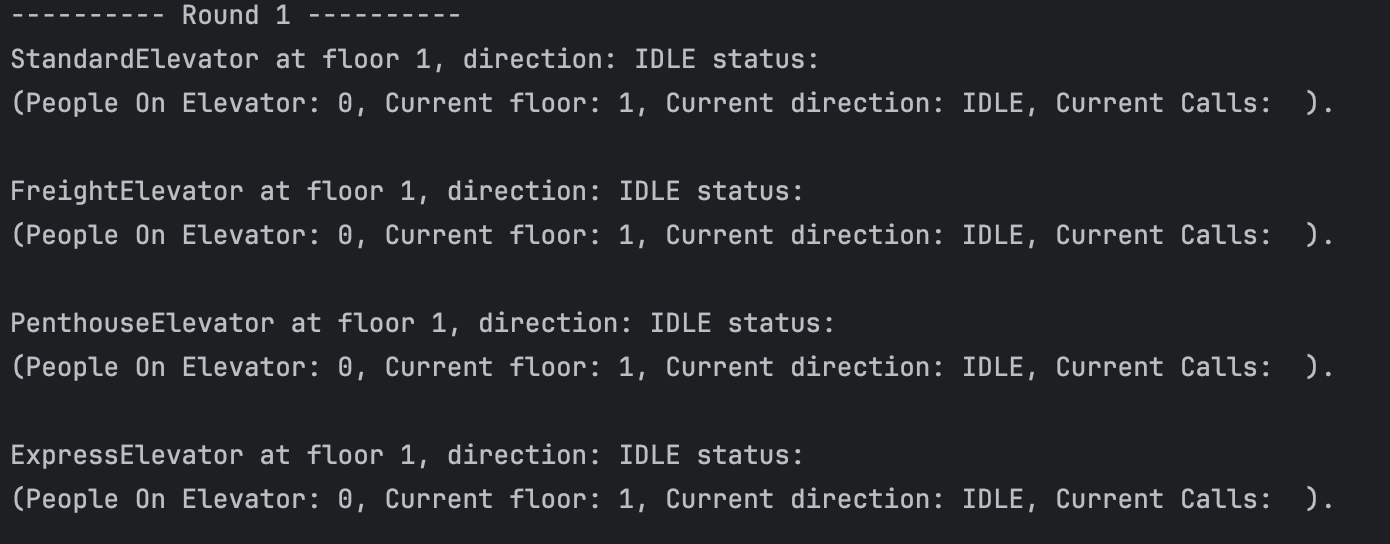 ---------- Round 1 ----------
StandardElevator at floor 1, direction: IDLE status:
(People On Elevator: 0, Current floor: 1, Current direction: IDLE, Current Calls:  ).
FreightElevator at floor 1, direction: IDLE status:
(People On Elevator: 0, Current floor: 1, Current direction: IDLE, Current Calls:  ).
PenthouseElevator at floor 1, direction: IDLE status:
(People On Elevator: 0, Current floor: 1, Current direction: IDLE, Current Calls:  ).
ExpressElevator at floor 1, direction: IDLE status:
(People On Elevator: 0, Current floor: 1, Current direction: IDLE, Current Calls:  ).